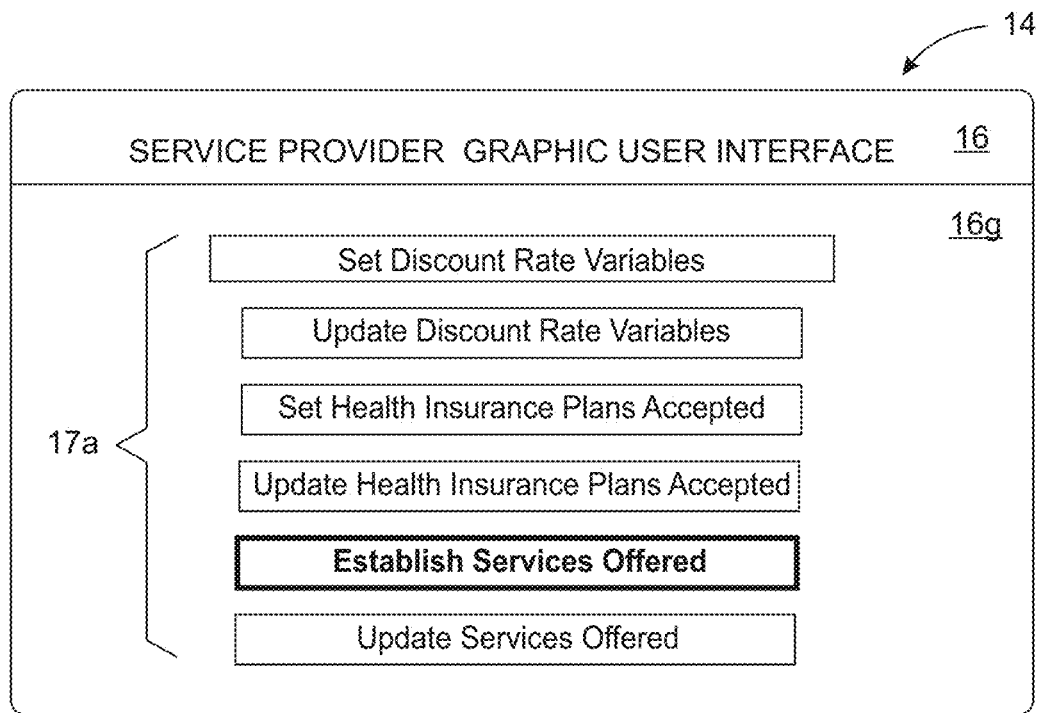 14
SERVICE PROVIDER GRAPHIC USER INTERFACE 16
16g
Set Discount Rate Variables
Update Discount Rate Variables
Set Health Insurance Plans Accepted
17a
Update Health Insurance Plans Accepted
Establish Services Offered
Update Services Offered